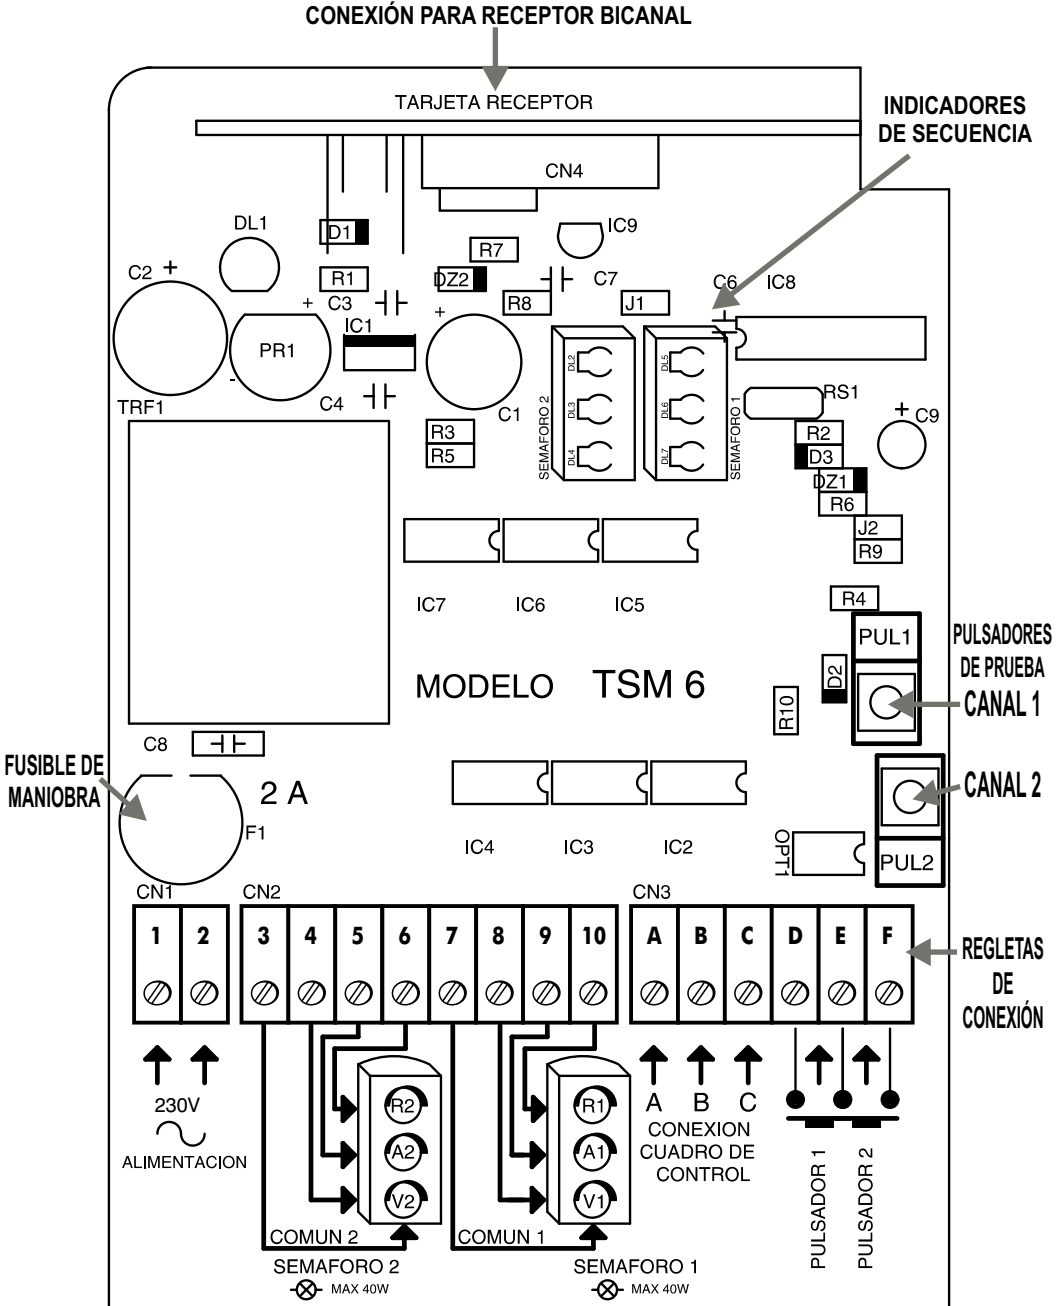 CONEXIÓN PARA RECEPTOR BICANAL
TARJETA RECEPTOR
INDICADORES
DE SECUENCIA
CN4
DL1
D1
IC9
R7
C2 +
R1
DZ2
C7
C6
IC8
+ C3
R8
J1
IC1
+
PR1
-
DL2
DL5
TRF1
C4
C1
RS1
SEMAFORO 2
DL3
DL6
SEMAFORO 1
+ C9
R3
R2
R5
DL4
DL7
D3
DZ1
R6
J2
R9
IC7
IC6
IC5
R4
PUL1
PULSADORES
DE PRUEBA
MODELO TSM 6
D2
R10
CANAL 1
C8
FUSIBLE DE
MANIOBRA
2 A
CANAL 2
F1
IC4
IC3
IC2
OPT1
PUL2
CN1
CN2
CN3
1 2 3 4 5 6 7 8 9 10 A B C D E F
REGLETAS
DE
CONEXIÓN
230V
ALIMENTACION
R2
A2
V2
R1
A1
V1
A B C
CONEXION
CUADRO DE
CONTROL
PULSADOR 1
PULSADOR 2
COMUN 2
COMUN 1
SEMAFORO 2
MAX 40W
SEMAFORO 1
MAX 40W